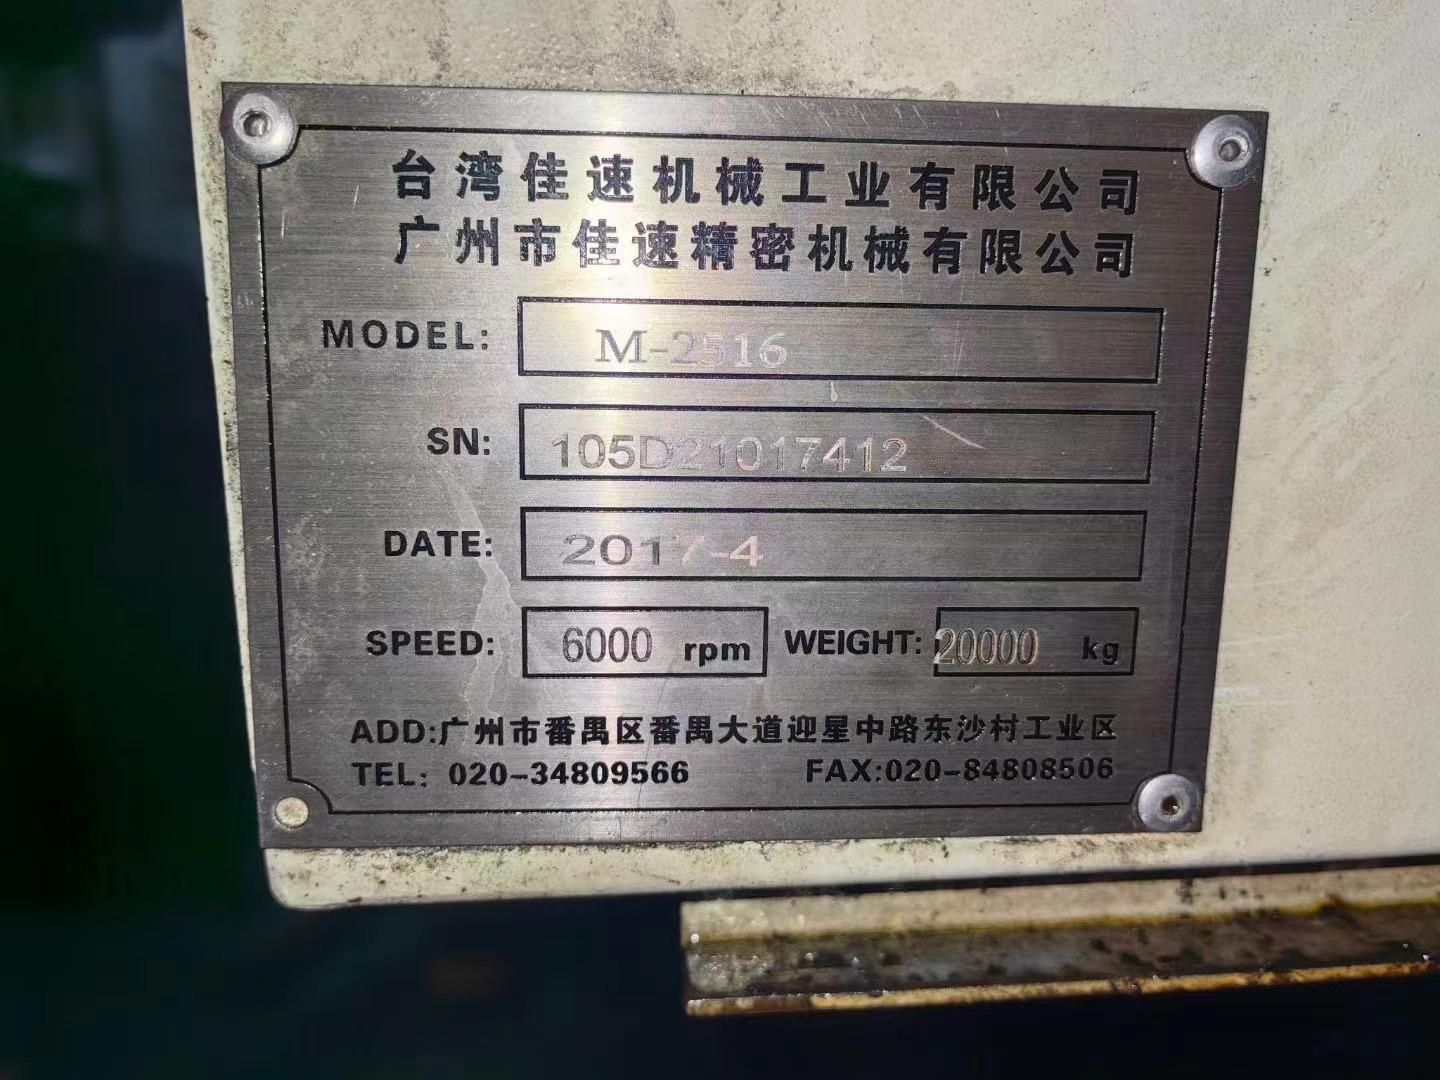 台湾佳速机械工业有限公司
广州市佳速精密机械有限公司
MODEL: M-2516
SN: 105D21017412
DATE: 2017-4
SPEED: 6000 rpm WEIGHT: 20000 kg
ADD:广州市番禺区番禺大道迎星中路东沙村工业区
TEL: 020-34809566 FAX:020-84808506